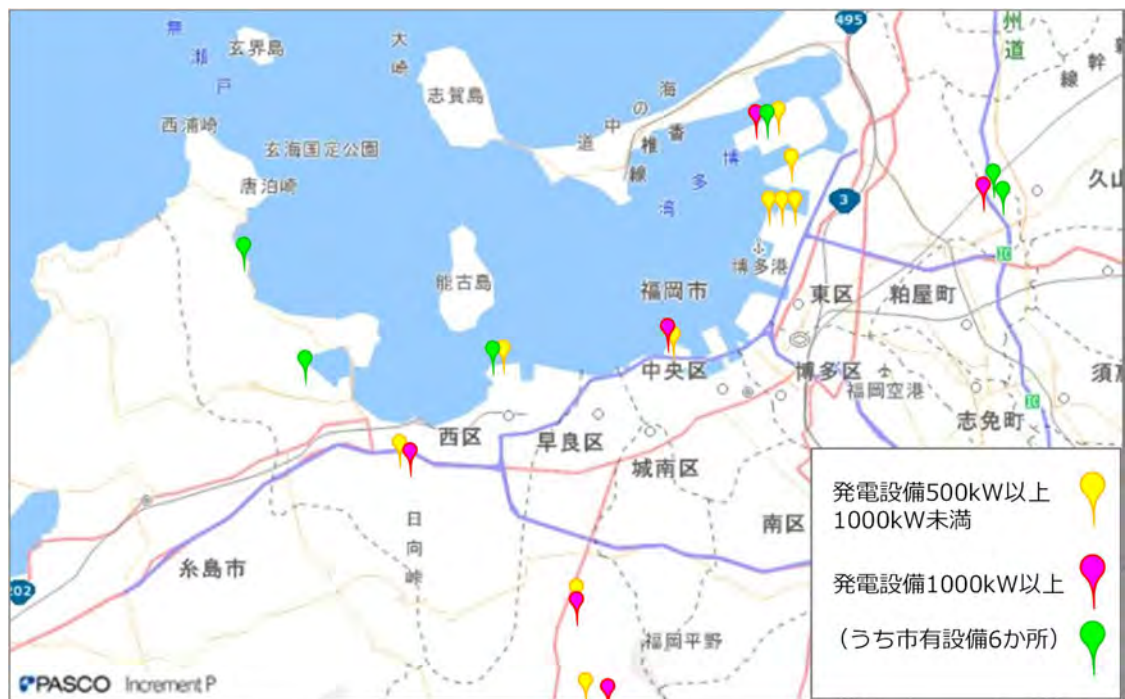 無瀬戸
玄界島
大崎
志賀島
海の中道
香椎線
495
州道
幹線
西浦崎
玄海国定公園
唐泊崎
博多湾
3
久山
能古島
博多港
福岡市
東区
粕屋町
IC
中央区
博多区
福岡空港
須
IC
志免町
西区
早良区
城南区
南区
日向峠
糸島市
202
福岡平野
発電設備500kW以上
1000kW未満
発電設備1000kW以上
(うち市有設備6か所)
PASCO Increment P